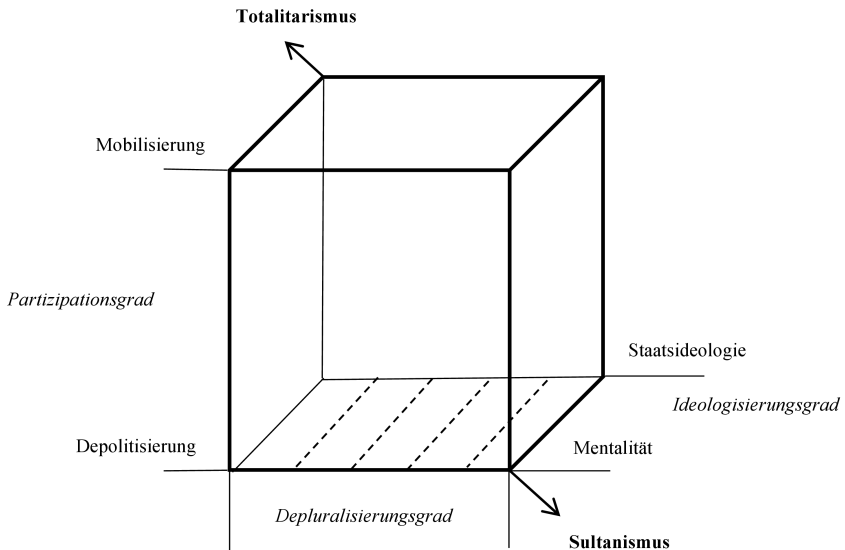 Totalitarismus
Mobilisierung
Partizipationsgrad
Staatsideologie
Ideologisierungsgrad
Depolitisierung
Mentalität
Depluralisierungsgrad
Sultanismus